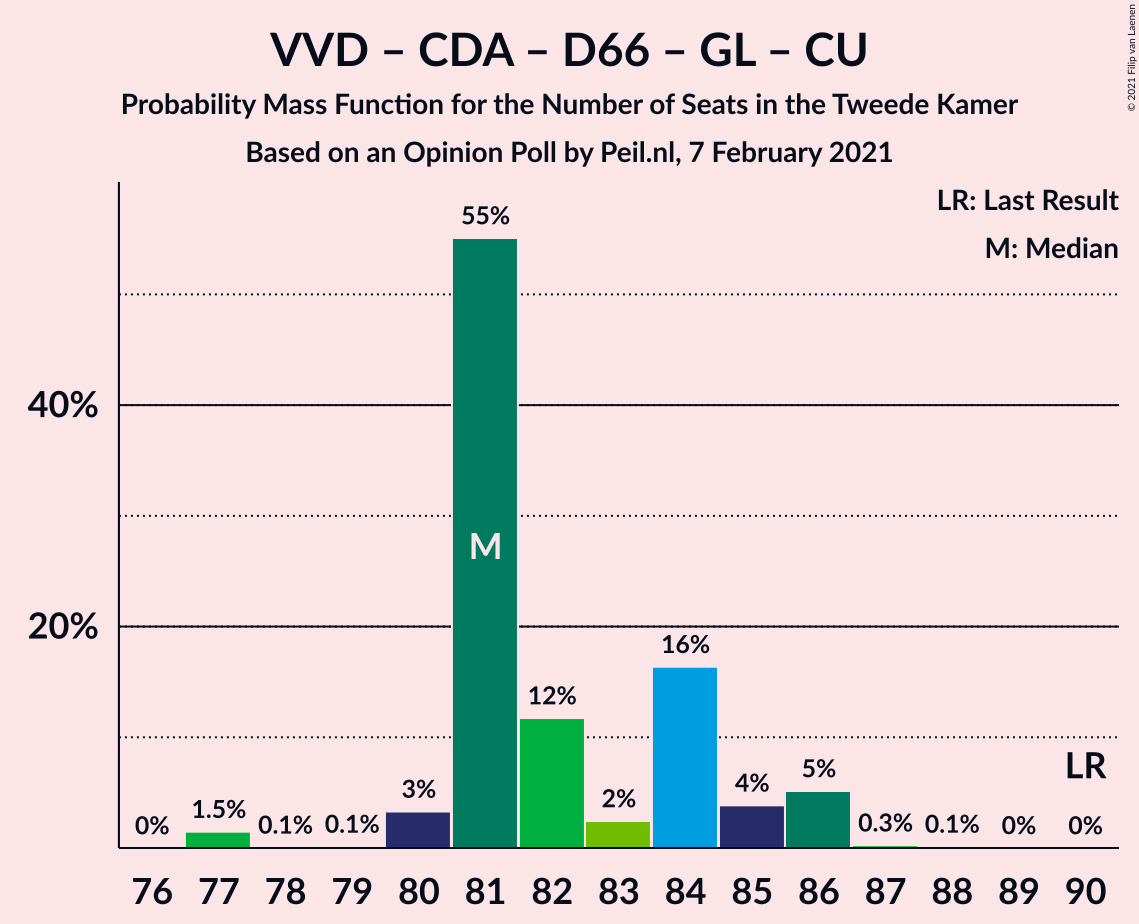 VVD – CDA – D66 – GL – CU
Probability Mass Function for the Number of Seats in the Tweede Kamer
Based on an Opinion Poll by Peil.nl, 7 February 2021
© 2021 Filip van Laenen
LR: Last Result
M: Median
55%
40%
M
20%
16%
12%
LR
5%
4%
3%
2%
1.5%
0%
0.1%
0.1%
0.3%
0.1%
0%
0%
76 77 78 79 80 81 82 83 84 85 86 87 88 89 90